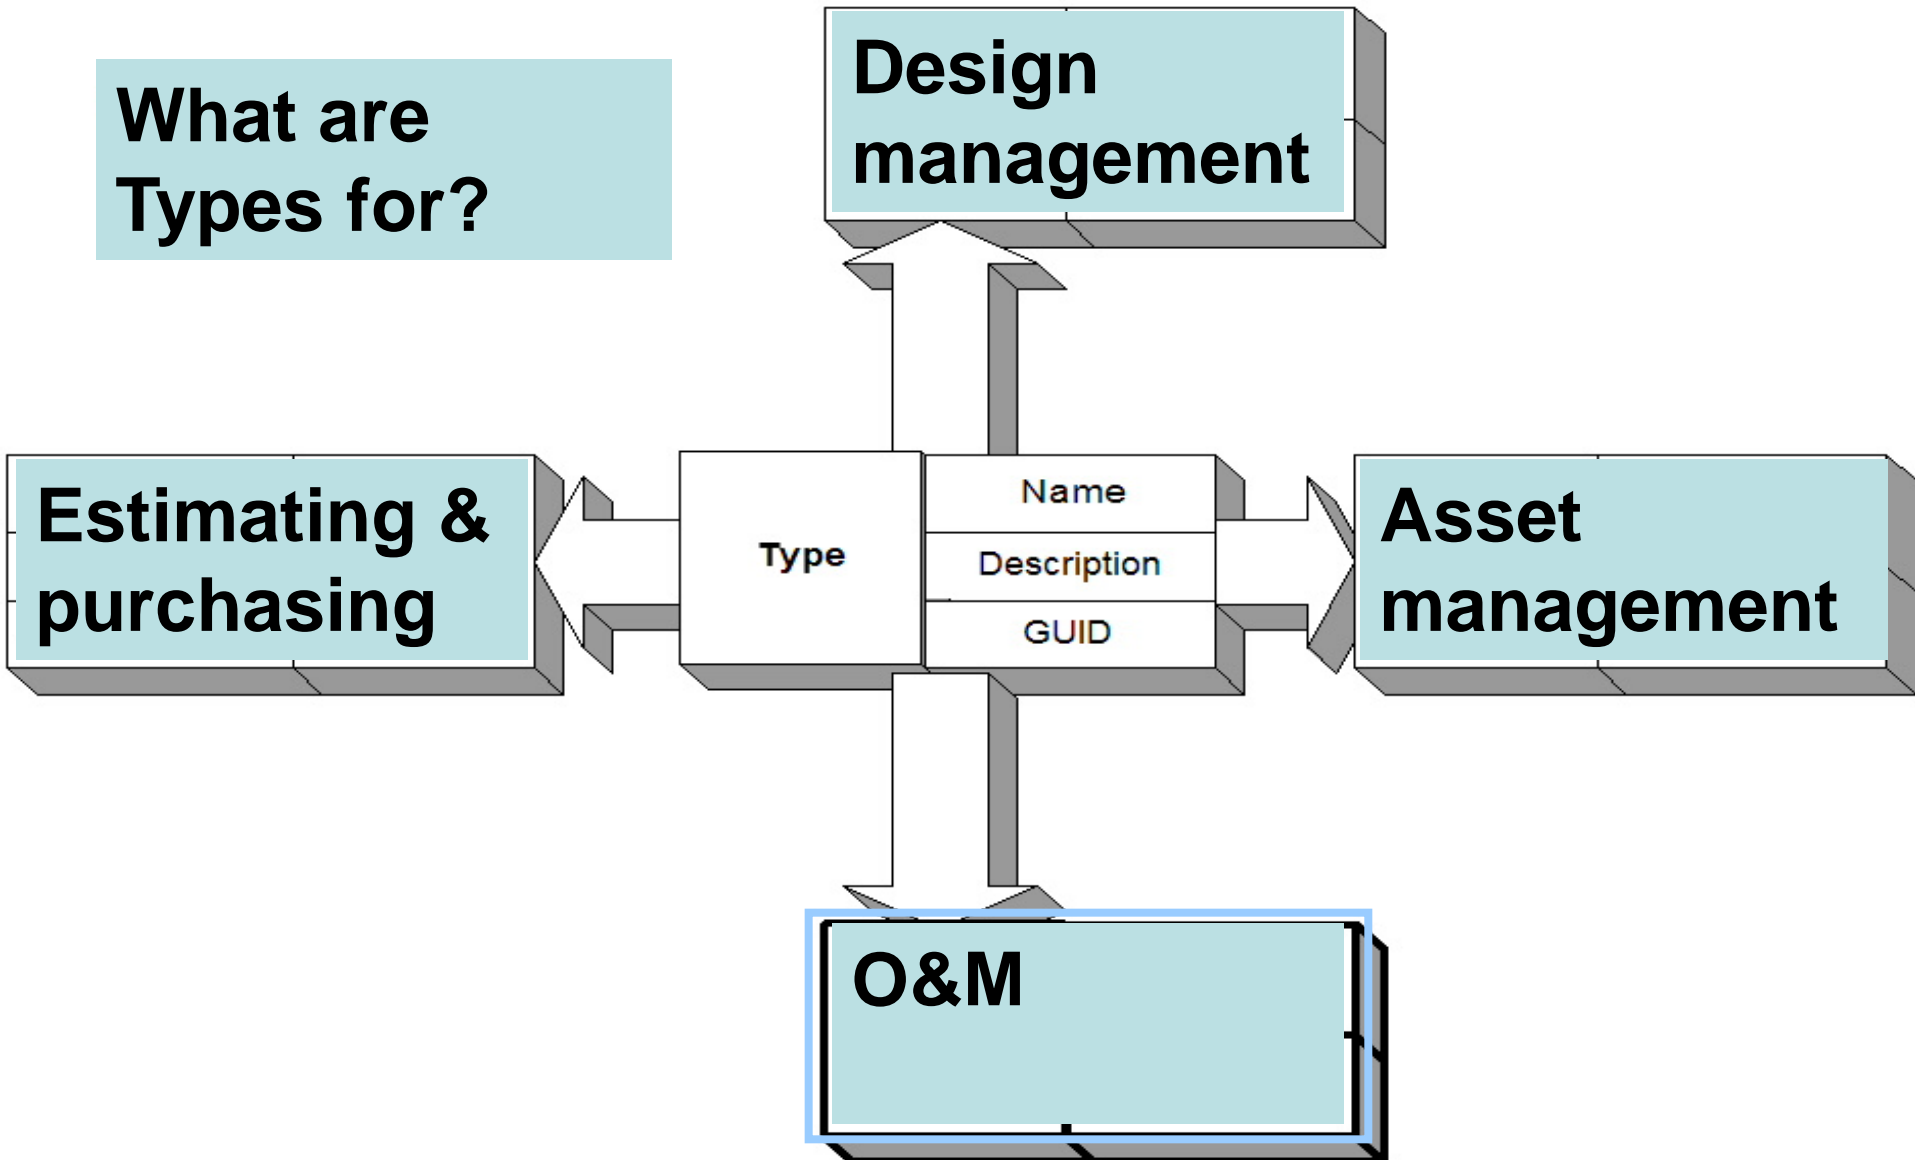 What are
Types for?
Design
management
Estimating &
purchasing
Type
Name
Description
GUID
Asset
management
O&M